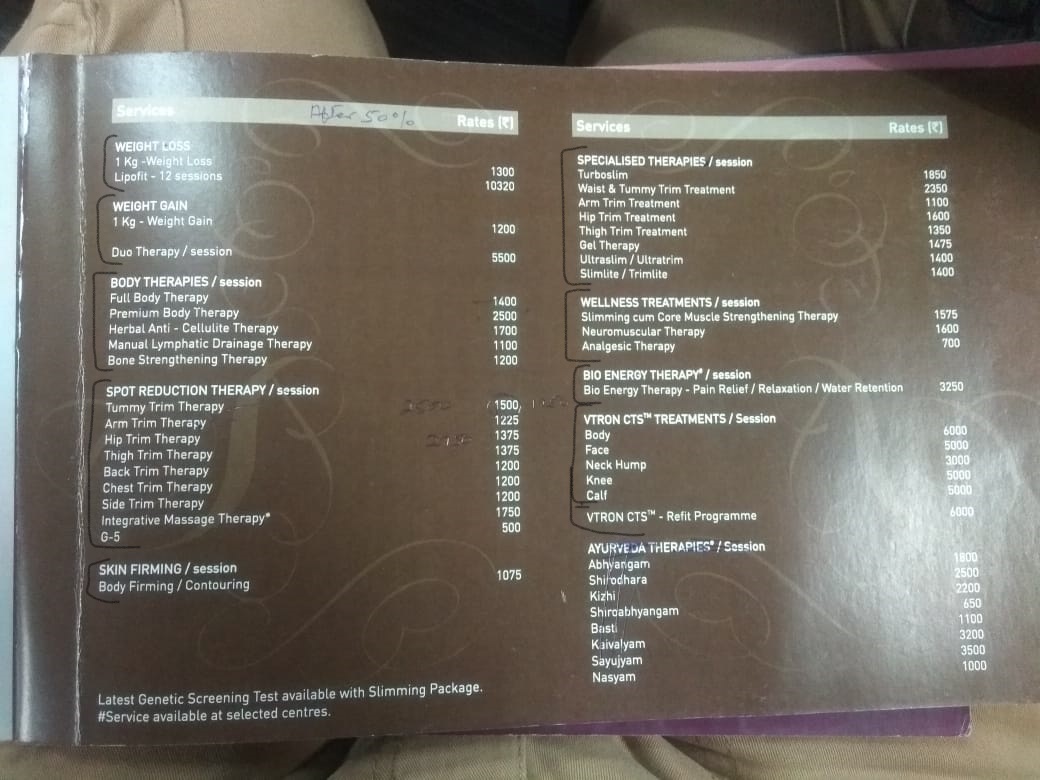 Services After 50% Rates (₹)
WEIGHT LOSS
1 Kg -Weight Loss 1300
Lipofit - 12 sessions 10320
WEIGHT GAIN
1 Kg - Weight Gain 1200
Duo Therapy / session 5500
BODY THERAPIES / session
Full Body Therapy 1400
Premium Body Therapy 2500
Herbal Anti - Cellulite Therapy 1700
Manual Lymphatic Drainage Therapy 1100
Bone Strengthening Therapy 1200
SPOT REDUCTION THERAPY / session
Tummy Trim Therapy 1500
Arm Trim Therapy 1225
Hip Trim Therapy 1375
Thigh Trim Therapy 1375
Back Trim Therapy 1200
Chest Trim Therapy 1200
Side Trim Therapy 1200
Integrative Massage Therapy* 1750
G-5 500
SKIN FIRMING / session
Body Firming / Contouring 1075
Latest Genetic Screening Test available with Slimming Package.
#Service available at selected centres.
Services Rates (₹)
SPECIALISED THERAPIES / session
Turboslim 1850
Waist & Tummy Trim Treatment 2350
Arm Trim Treatment 1100
Hip Trim Treatment 1600
Thigh Trim Treatment 1350
Gel Therapy 1475
Ultraslim / Ultratrim 1400
Slimlite / Trimlite 1400
WELLNESS TREATMENTS / session
Slimming cum Core Muscle Strengthening Therapy 1575
Neuromuscular Therapy 1600
Analgesic Therapy 700
BIO ENERGY THERAPY# / session
Bio Energy Therapy - Pain Relief / Relaxation / Water Retention 3250
VTRON CTS™ TREATMENTS / Session
Body 6000
Face 5000
Neck Hump 3000
Knee 5000
Calf 5000
VTRON CTS™ - Refit Programme 6000
AYURVEDA THERAPIES# / Session
Abhyangam 1800
Shirodhara 2500
Kizhi 2200
Shiroabhyangam 650
Basti 1100
Kaivalyam 3200
Sayujyam 3500
Nasyam 1000